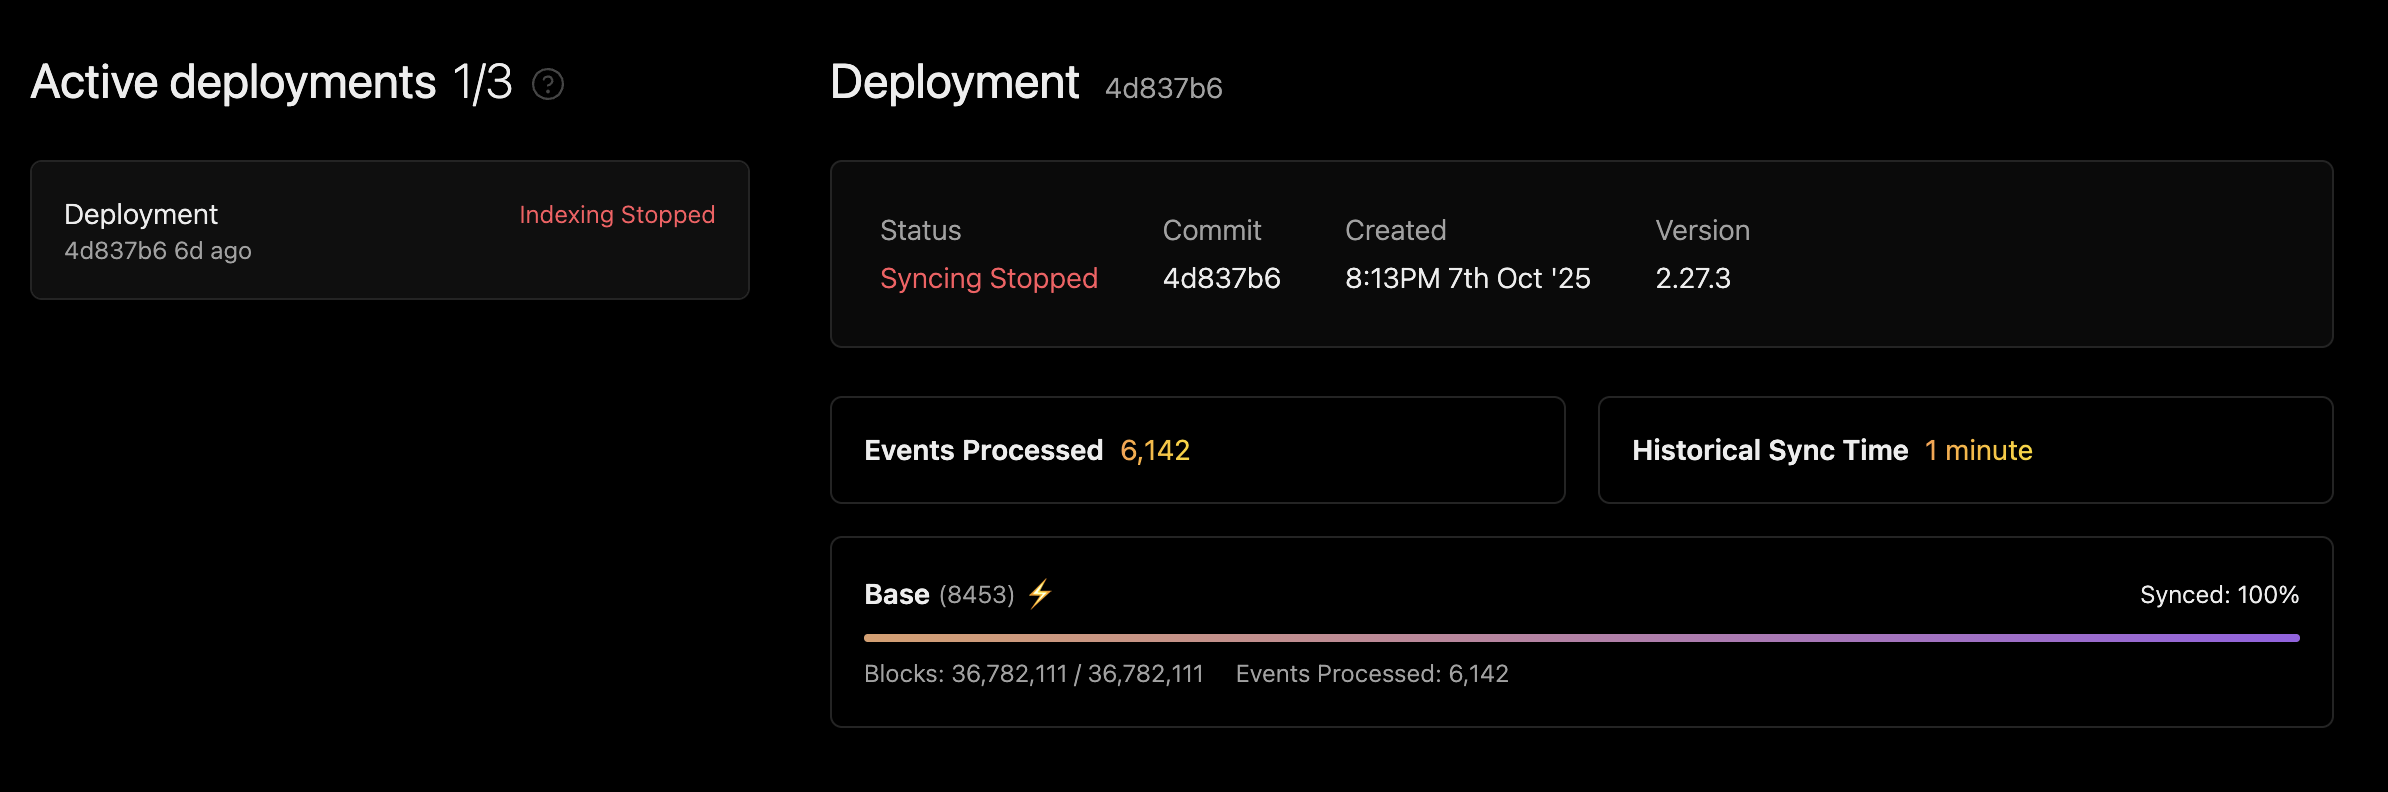 Active deployments 1/3 ?
Deployment
Indexing Stopped
4d837b6 6d ago
Deployment 4d837b6
Status Commit Created Version
Syncing Stopped 4d837b6 8:13PM 7th Oct '25 2.27.3
Events Processed 6,142
Historical Sync Time 1 minute
Base (8453) ⚡
Synced: 100%
Blocks: 36,782,111 / 36,782,111 Events Processed: 6,142